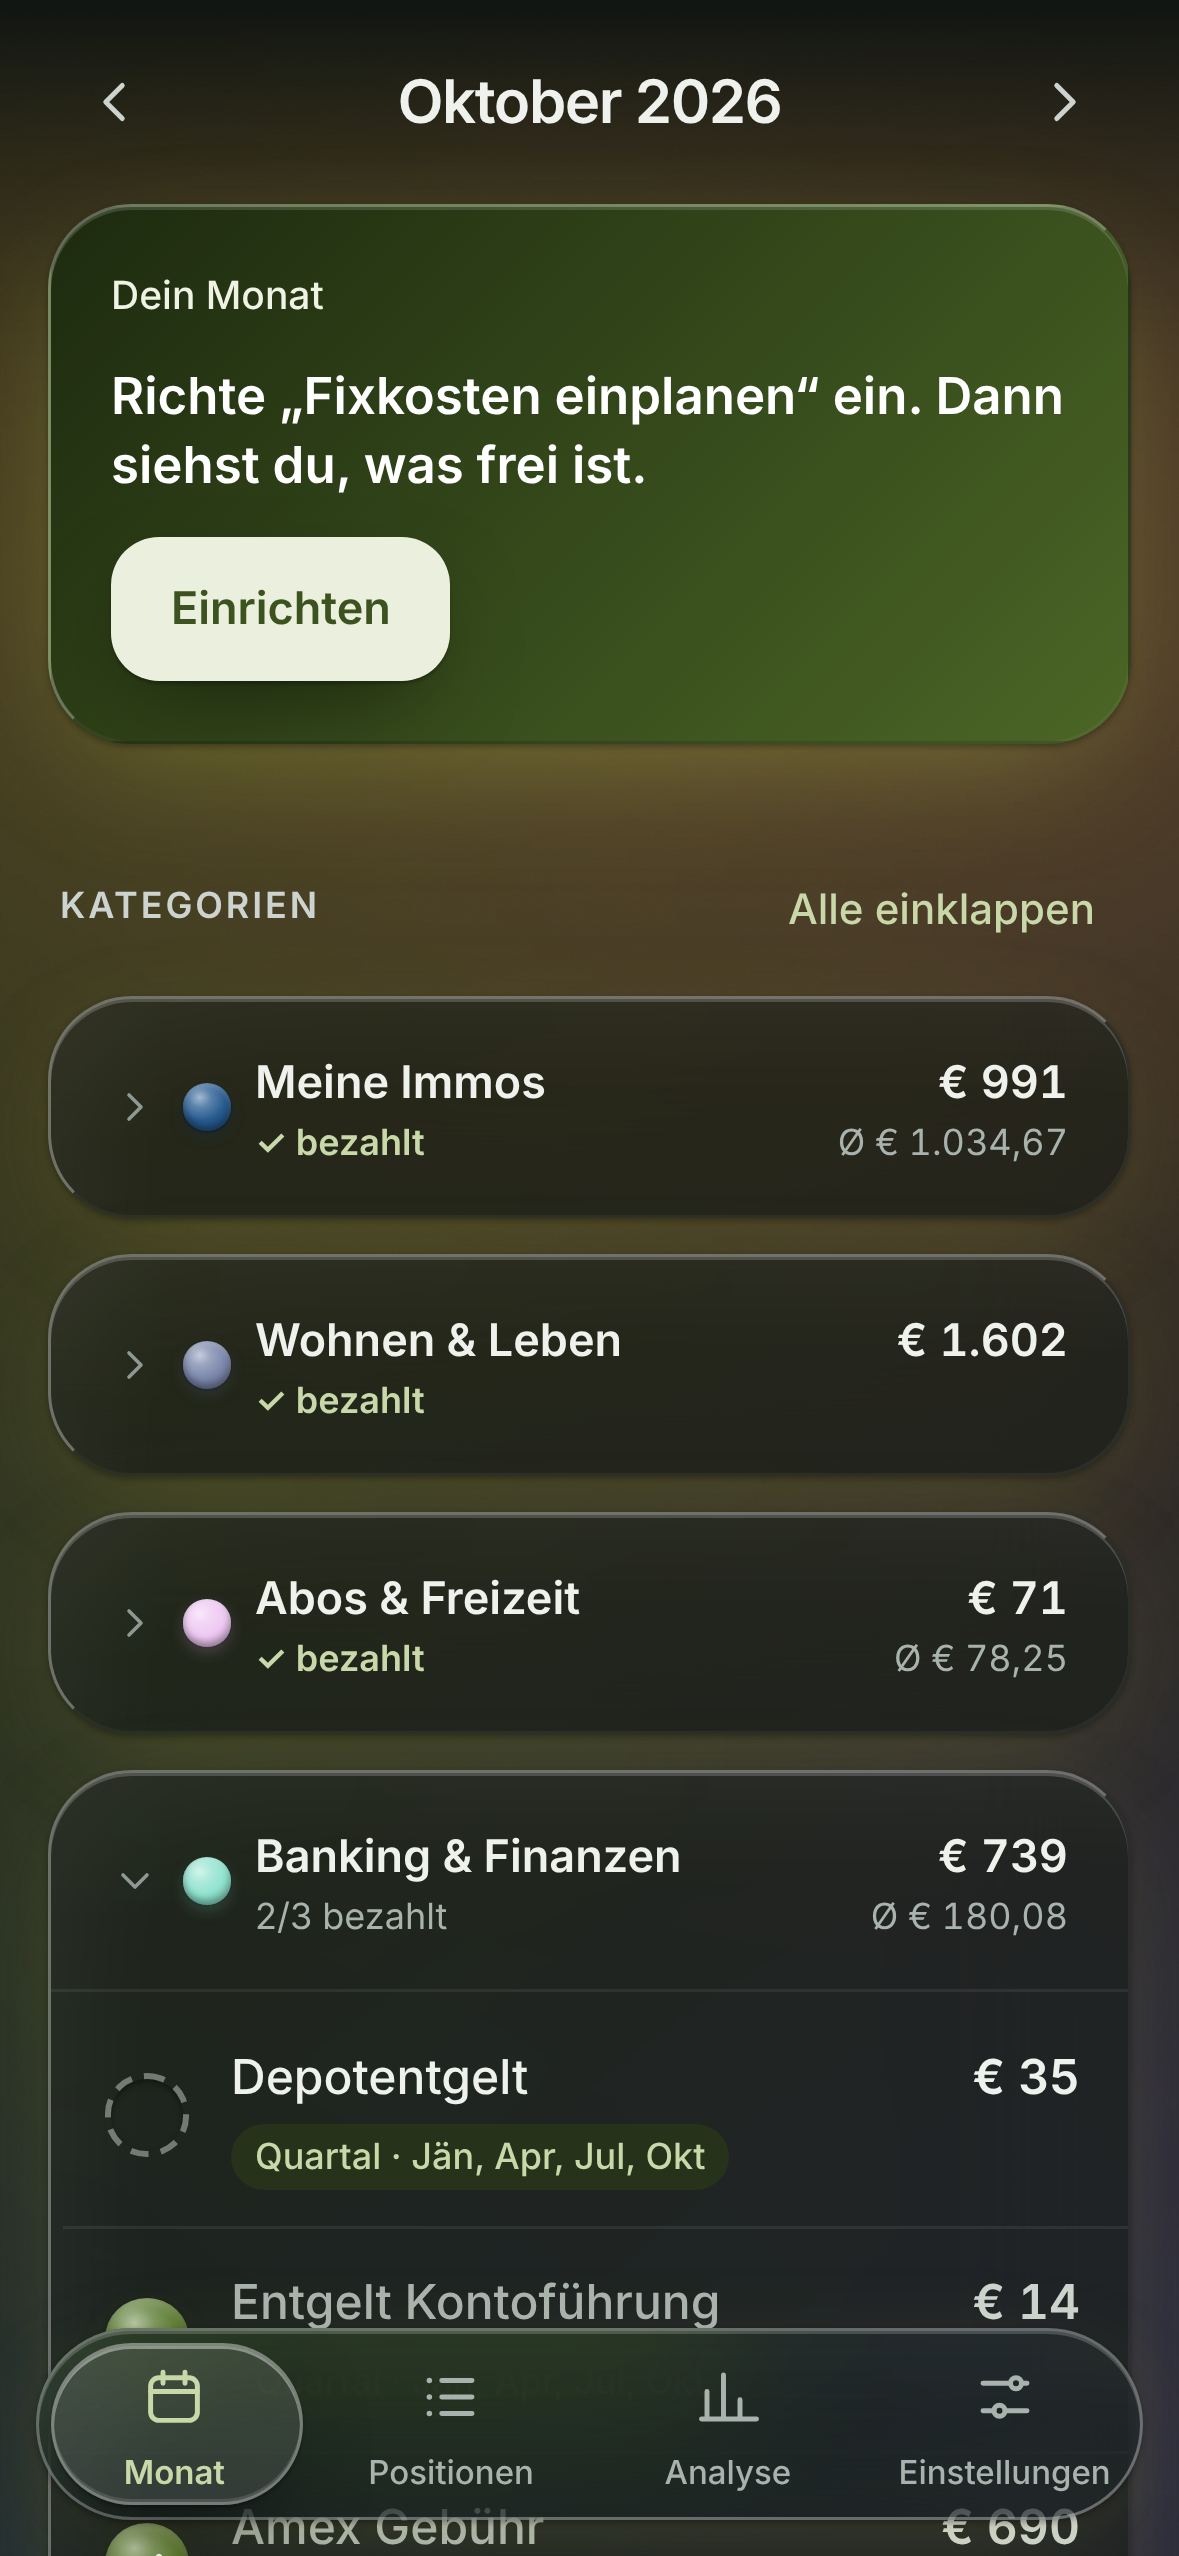 Oktober 2026
Dein Monat
Richte „Fixkosten einplanen“ ein. Dann
siehst du, was frei ist.
Einrichten
KATEGORIEN
Alle einklappen
Meine Immos
€ 991
✓ bezahlt
Ø € 1.034,67
Wohnen & Leben
€ 1.602
✓ bezahlt
Abos & Freizeit
€ 71
✓ bezahlt
Ø € 78,25
Banking & Finanzen
€ 739
2/3 bezahlt
Ø € 180,08
Depotentgelt
€ 35
Quartal · Jän, Apr, Jul, Okt
Entgelt Kontoführung
€ 14
Monat
Positionen
Analyse
Einstellungen
Amex Gebühr
€ 690